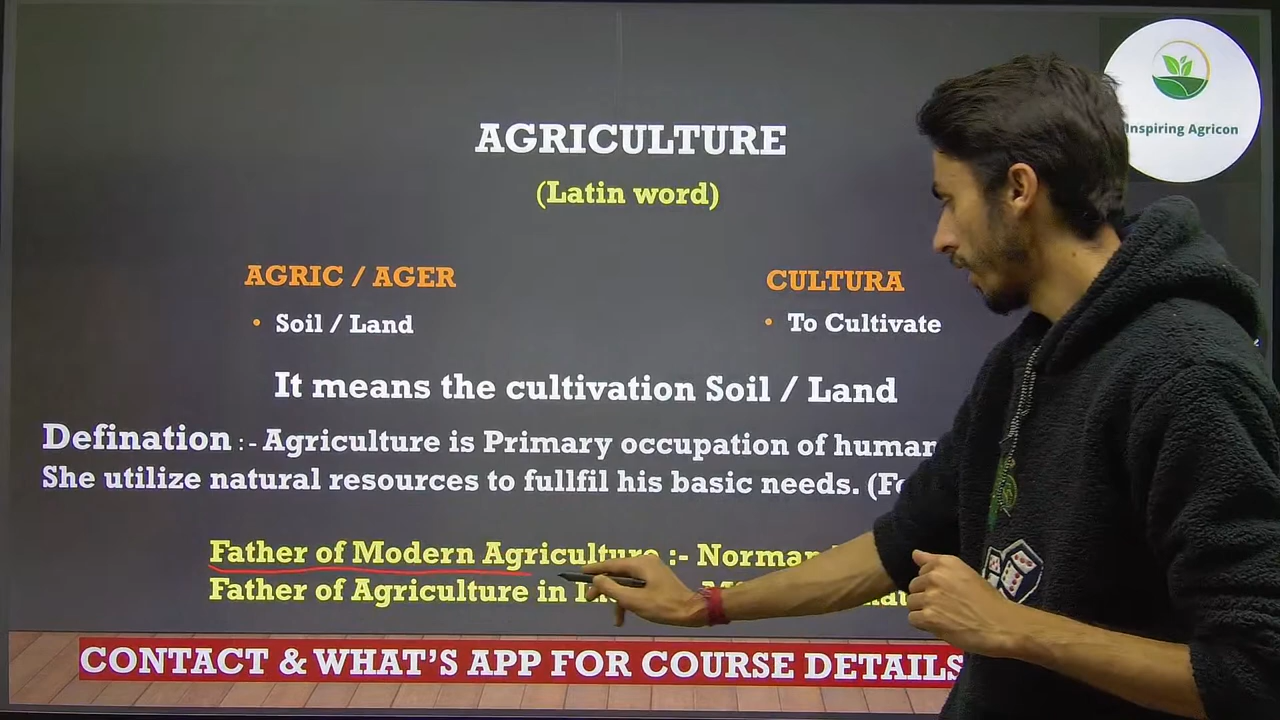 Inspiring Agricon
AGRICULTURE
(Latin word)
AGRIC / AGER
CULTURA
• Soil / Land
• To Cultivate
It means the cultivation Soil / Land
Defination :- Agriculture is Primary occupation of human
She utilize natural resources to fullfil his basic needs.
Father of Modern Agriculture :- Norman
Father of Agriculture in
CONTACT & WHAT'S APP FOR COURSE DETAILS